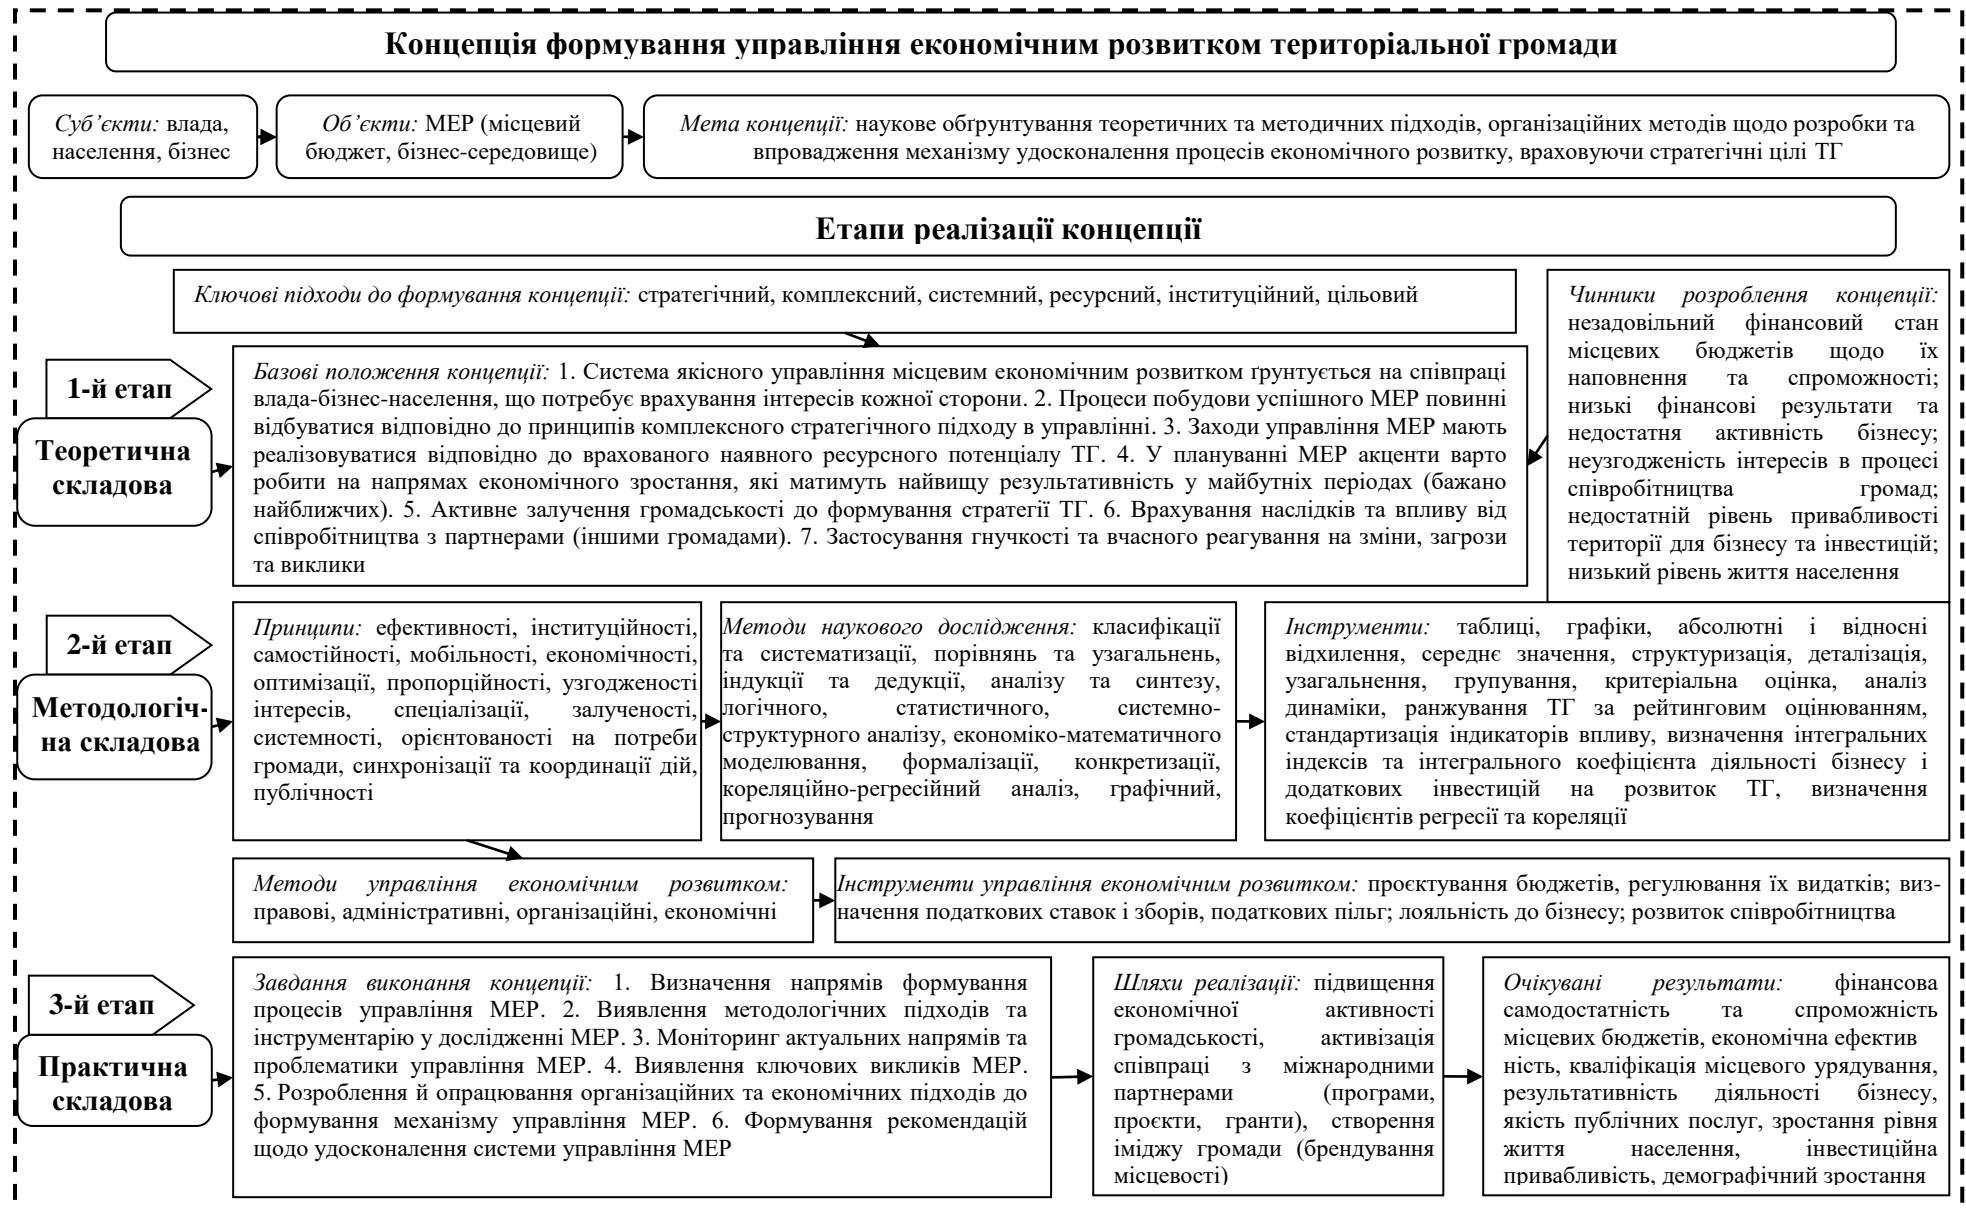 Концепція формування управління економічним розвитком територіальної громади
Суб’єкти: влада,
населення, бізнес
Об’єкти: МЕР (місцевий
бюджет, бізнес-середовище)
Мета концепції: наукове обґрунтування теоретичних та методичних підходів, організаційних методів щодо розробки та
впровадження механізму удосконалення процесів економічного розвитку, враховуючи стратегічні цілі ТГ
Етапи реалізації концепції
Ключові підходи до формування концепції: стратегічний, комплексний, системний, ресурсний, інституційний, цільовий
Чинники розроблення концепції:
незадовільний фінансовий стан
місцевих бюджетів щодо їх
наповнення та спроможності;
низькі фінансові результати та
недостатня активність бізнесу;
неузгодженість інтересів в процесі
співробітництва громад;
недостатній рівень привабливості
території для бізнесу та інвестицій;
низький рівень життя населення
1-й етап
Теоретична
складова
Базові положення концепції: 1. Система якісного управління місцевим економічним розвитком ґрунтується на співпраці
влада-бізнес-населення, що потребує врахування інтересів кожної сторони. 2. Процеси побудови успішного МЕР повинні
відбуватися відповідно до принципів комплексного стратегічного підходу в управлінні. 3. Заходи управління МЕР мають
реалізовуватися відповідно до врахованого наявного ресурсного потенціалу ТГ. 4. У плануванні МЕР акценти варто
робити на напрямах економічного зростання, які матимуть найвищу результативність у майбутніх періодах (бажано
найближчих). 5. Активне залучення громадськості до формування стратегії ТГ. 6. Врахування наслідків та впливу від
співробітництва з партнерами (іншими громадами). 7. Застосування гнучкості та вчасного реагування на зміни, загрози
та виклики
2-й етап
Методологіч-
на складова
Принципи: ефективності, інституційності,
самостійності, мобільності, економічності,
оптимізації, пропорційності, узгодженості
інтересів, спеціалізації, залученості,
системності, орієнтованості на потреби
громади, синхронізації та координації дій,
публічності
Методи наукового дослідження: класифікації
та систематизації, порівнянь та узагальнень,
індукції та дедукції, аналізу та синтезу,
логічного, статистичного, системно-
структурного аналізу, економіко-математичного
моделювання, формалізації, конкретизації,
кореляційно-регресійний аналіз, графічний,
прогнозування
Інструменти: таблиці, графіки, абсолютні і відносні
відхилення, середнє значення, структуризація, деталізація,
узагальнення, групування, критеріальна оцінка, аналіз
динаміки, ранжування ТГ за рейтинговим оцінюванням,
стандартизація індикаторів впливу, визначення інтегральних
індексів та інтегрального коефіцієнта діяльності бізнесу і
додаткових інвестицій на розвиток ТГ, визначення
коефіцієнтів регресії та кореляції
Методи управління економічним розвитком:
правові, адміністративні, організаційні, економічні
Інструменти управління економічним розвитком: проєктування бюджетів, регулювання їх видатків; виз-
начення податкових ставок і зборів, податкових пільг; лояльність до бізнесу; розвиток співробітництва
3-й етап
Практична
складова
Завдання виконання концепції: 1. Визначення напрямів формування
процесів управління МЕР. 2. Виявлення методологічних підходів та
інструментарію у дослідженні МЕР. 3. Моніторинг актуальних напрямів та
проблематики управління МЕР. 4. Виявлення ключових викликів МЕР.
5. Розроблення й опрацювання організаційних та економічних підходів до
формування механізму управління МЕР. 6. Формування рекомендацій
щодо удосконалення системи управління МЕР
Шляхи реалізації: підвищення
економічної активності
громадськості, активізація
співпраці з міжнародними
партнерами (програми,
проєкти, гранти), створення
іміджу громади (брендування
місцевості)
Очікувані результати: фінансова
самодостатність та спроможність
місцевих бюджетів, економічна ефектив
ність, кваліфікація місцевого урядування,
результативність діяльності бізнесу,
якість публічних послуг, зростання рівня
життя населення, інвестиційна
привабливість, демографічний зростання